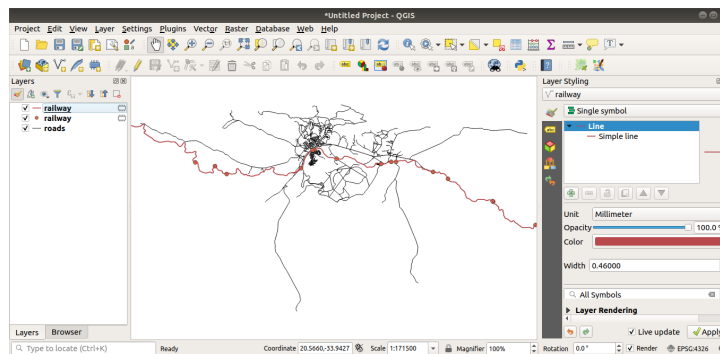 *Untitled Project - QGIS
Project Edit View Layer Settings Plugins Vector Raster Database Web Help
Layers
railway
railway
roads
Layers Browser
Layer Styling
railway
Single symbol
Line
Simple line
Unit Millimeter
Opacity 100.0 %
Color
Width 0.46000
All Symbols
Layer Rendering
Live update Apply
Type to locate (Ctrl+K) Ready Coordinate 20.5660,-33.9427 Scale 1:171500 Magnifier 100% Rotation 0.0° Render EPSG:4326